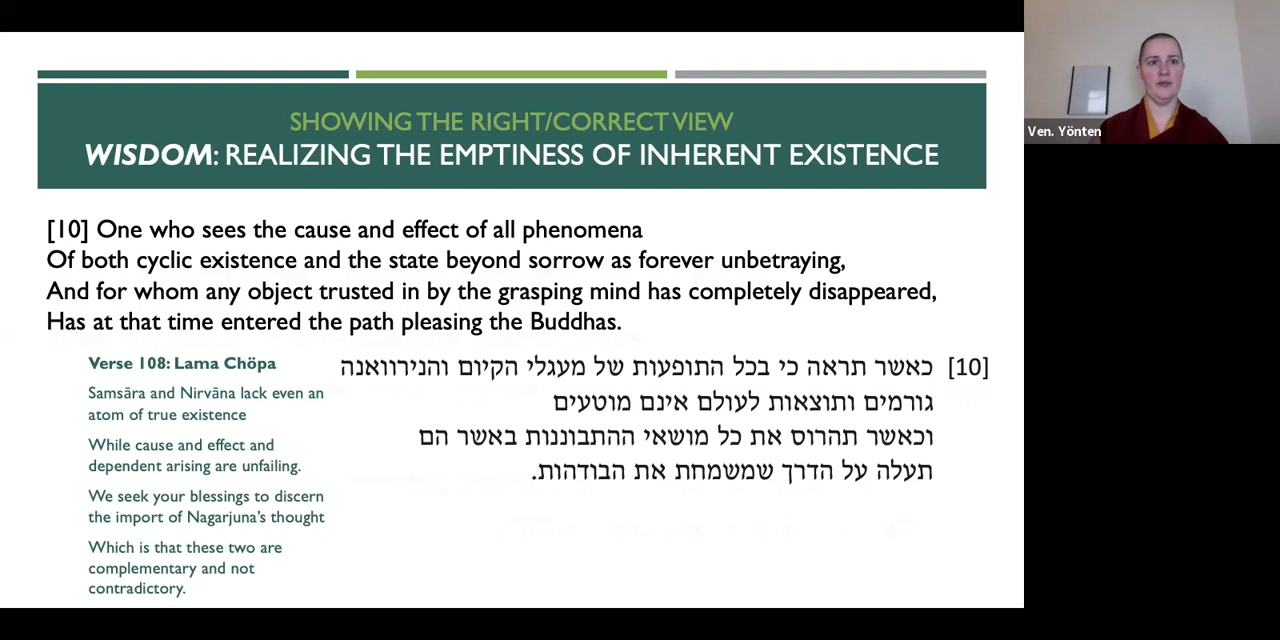 SHOWING THE RIGHT/CORRECT VIEW
WISDOM: REALIZING THE EMPTINESS OF INHERENT EXISTENCE
[10] One who sees the cause and effect of all phenomena
Of both cyclic existence and the state beyond sorrow as forever unbetraying,
And for whom any object trusted in by the grasping mind has completely disappeared,
Has at that time entered the path pleasing the Buddhas.
Verse 108: Lama Chöpa
Samsāra and Nirvāna lack even an
atom of true existence
While cause and effect and
dependent arising are unfailing.
We seek your blessings to discern
the import of Nagarjuna's thought
Which is that these two are
complementary and not
contradictory.
[10] כאשר תראה כי בכל התופעות של מעגלי הקיום והנירוואנה
גורמים ותוצאות לעולם אינם מוטעים
וכאשר תהרוס את כל מושאי ההתבוננות באשר הם
תעלה על הדרך שמשמחת את הבודהות.
Ven. Yönten